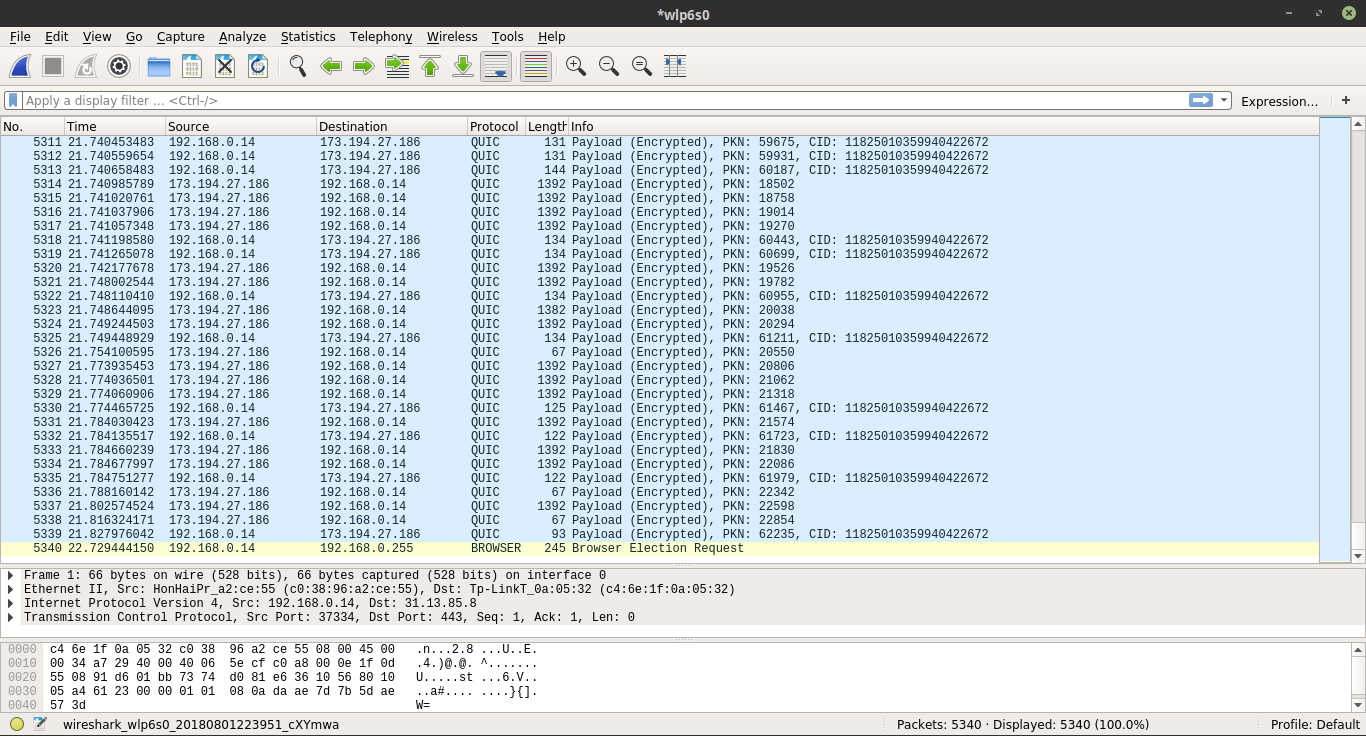 *wlp6s0
File Edit View Go Capture Analyze Statistics Telephony Wireless Tools Help
Apply a display filter ... <Ctrl-/> Expression... +
No. Time Source Destination Protocol Length Info
5311 21.740453483 192.168.0.14 173.194.27.186 QUIC 131 Payload (Encrypted), PKN: 59675, CID: 11825010359940422672
5312 21.740559654 192.168.0.14 173.194.27.186 QUIC 131 Payload (Encrypted), PKN: 59931, CID: 11825010359940422672
5313 21.740658483 192.168.0.14 173.194.27.186 QUIC 144 Payload (Encrypted), PKN: 60187, CID: 11825010359940422672
5314 21.740985789 173.194.27.186 192.168.0.14 QUIC 1392 Payload (Encrypted), PKN: 18502
5315 21.741020761 173.194.27.186 192.168.0.14 QUIC 1392 Payload (Encrypted), PKN: 18758
5316 21.741037906 173.194.27.186 192.168.0.14 QUIC 1392 Payload (Encrypted), PKN: 19014
5317 21.741057348 173.194.27.186 192.168.0.14 QUIC 1392 Payload (Encrypted), PKN: 19270
5318 21.741198580 192.168.0.14 173.194.27.186 QUIC 134 Payload (Encrypted), PKN: 60443, CID: 11825010359940422672
5319 21.741265078 192.168.0.14 173.194.27.186 QUIC 134 Payload (Encrypted), PKN: 60699, CID: 11825010359940422672
5320 21.742177678 173.194.27.186 192.168.0.14 QUIC 1392 Payload (Encrypted), PKN: 19526
5321 21.748002544 173.194.27.186 192.168.0.14 QUIC 1392 Payload (Encrypted), PKN: 19782
5322 21.748110410 192.168.0.14 173.194.27.186 QUIC 134 Payload (Encrypted), PKN: 60955, CID: 11825010359940422672
5323 21.748644095 173.194.27.186 192.168.0.14 QUIC 1382 Payload (Encrypted), PKN: 20038
5324 21.749244503 173.194.27.186 192.168.0.14 QUIC 1392 Payload (Encrypted), PKN: 20294
5325 21.749448929 192.168.0.14 173.194.27.186 QUIC 134 Payload (Encrypted), PKN: 61211, CID: 11825010359940422672
5326 21.754100595 173.194.27.186 192.168.0.14 QUIC 67 Payload (Encrypted), PKN: 20550
5327 21.773935453 173.194.27.186 192.168.0.14 QUIC 1392 Payload (Encrypted), PKN: 20806
5328 21.774036501 173.194.27.186 192.168.0.14 QUIC 1392 Payload (Encrypted), PKN: 21062
5329 21.774060906 173.194.27.186 192.168.0.14 QUIC 1392 Payload (Encrypted), PKN: 21318
5330 21.774465725 192.168.0.14 173.194.27.186 QUIC 125 Payload (Encrypted), PKN: 61467, CID: 11825010359940422672
5331 21.784030423 173.194.27.186 192.168.0.14 QUIC 1392 Payload (Encrypted), PKN: 21574
5332 21.784135517 192.168.0.14 173.194.27.186 QUIC 122 Payload (Encrypted), PKN: 61723, CID: 11825010359940422672
5333 21.784660239 173.194.27.186 192.168.0.14 QUIC 1392 Payload (Encrypted), PKN: 21830
5334 21.784677997 173.194.27.186 192.168.0.14 QUIC 1392 Payload (Encrypted), PKN: 22086
5335 21.784751277 192.168.0.14 173.194.27.186 QUIC 122 Payload (Encrypted), PKN: 61979, CID: 11825010359940422672
5336 21.788160142 173.194.27.186 192.168.0.14 QUIC 67 Payload (Encrypted), PKN: 22342
5337 21.802574524 173.194.27.186 192.168.0.14 QUIC 1392 Payload (Encrypted), PKN: 22598
5338 21.816324171 173.194.27.186 192.168.0.14 QUIC 67 Payload (Encrypted), PKN: 22854
5339 21.827976042 192.168.0.14 173.194.27.186 QUIC 93 Payload (Encrypted), PKN: 62235, CID: 11825010359940422672
5340 22.729444150 192.168.0.14 192.168.0.255 BROWSER 245 Browser Election Request
Frame 1: 66 bytes on wire (528 bits), 66 bytes captured (528 bits) on interface 0
Ethernet II, Src: HonHaiPr_a2:ce:55 (c0:38:96:a2:ce:55), Dst: Tp-LinkT_0a:05:32 (c4:6e:1f:0a:05:32)
Internet Protocol Version 4, Src: 192.168.0.14, Dst: 31.13.85.8
Transmission Control Protocol, Src Port: 37334, Dst Port: 443, Seq: 1, Ack: 1, Len: 0
0000 c4 6e 1f 0a 05 32 c0 38 96 a2 ce 55 08 00 45 00 .n...2.8 ...U..E.
0010 00 34 a7 29 40 00 40 06 5e cf c0 a8 00 0e 1f 0d .4.)@.@. ^.......
0020 55 08 91 d6 01 bb 73 74 d0 81 e6 36 10 56 80 10 U.....st ...6.V..
0030 05 a4 61 23 00 00 01 01 08 0a da ae 7d 7b 5d ae ..a#.... ....}{].
0040 57 3d W=
wireshark_wlp6s0_20180801223951_cXYmwa Packets: 5340 · Displayed: 5340 (100.0%) Profile: Default